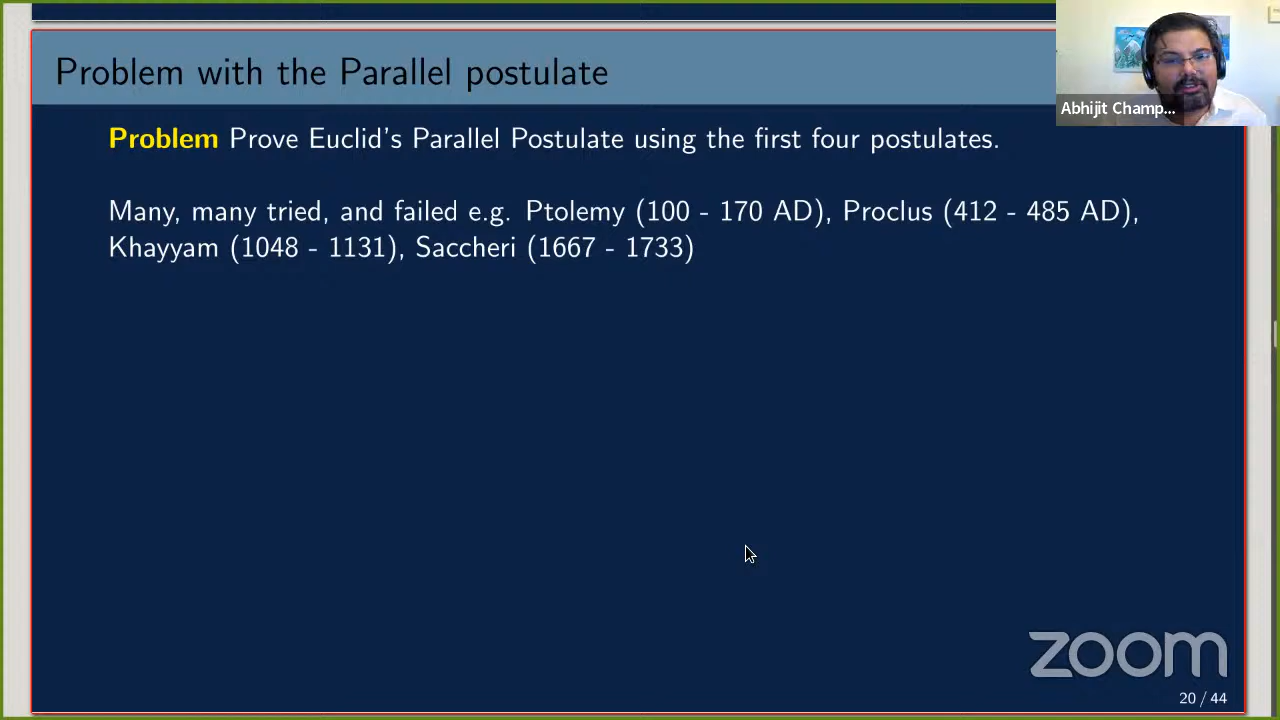 Problem with the Parallel postulate
Abhijit Champ...
Problem Prove Euclid's Parallel Postulate using the first four postulates.
Many, many tried, and failed e.g. Ptolemy (100 - 170 AD), Proclus (412 - 485 AD),
Khayyam (1048 - 1131), Saccheri (1667 - 1733)
zoom
20 / 44